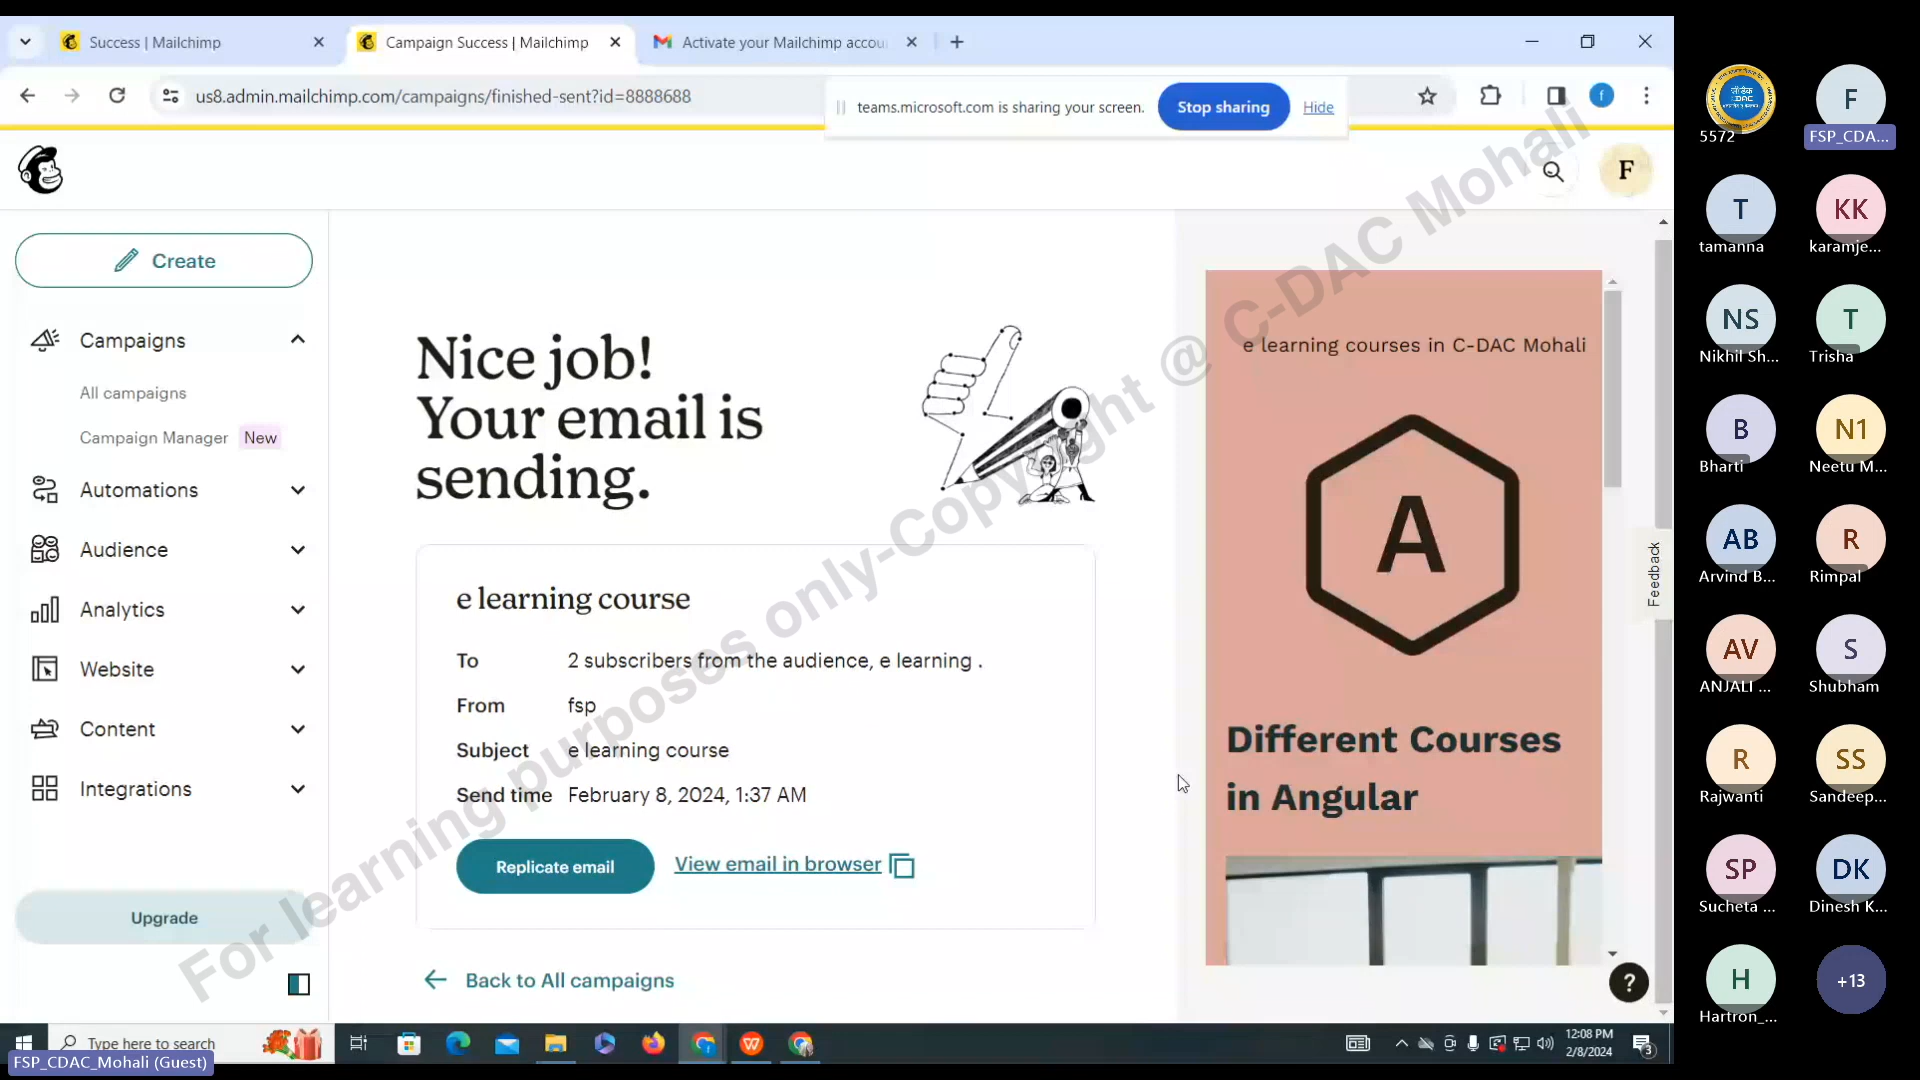 Success | Mailchimp
Campaign Success | Mailchimp
Activate your Mailchimp accou
us8.admin.mailchimp.com/campaigns/finished-sent?id=8888688
teams.microsoft.com is sharing your screen.
Stop sharing
Hide
f
F
Create
Campaigns
All campaigns
Campaign Manager New
Automations
Audience
Analytics
Website
Content
Integrations
Upgrade
Nice job!
Your email is
sending.
e learning course
To 2 subscribers from the audience, e learning .
From fsp
Subject e learning course
Send time February 8, 2024, 1:37 AM
Replicate email
View email in browser
Back to All campaigns
e learning courses in C-DAC Mohali
A
Different Courses
in Angular
Feedback
?
For learning purposes only-Copyright @ C-DAC Mohali
Type here to search
12:08 PM
2/8/2024
3
FSP_CDAC_Mohali (Guest)
5572
F
FSP_CDA...
T
tamanna
KK
karamje...
NS
Nikhil Sh...
T
Trisha
B
Bharti
N1
Neetu M...
AB
Arvind B...
R
Rimpal
AV
ANJALI ...
S
Shubham
R
Rajwanti
SS
Sandeep...
SP
Sucheta ...
DK
Dinesh K...
H
Hartron_...
+13